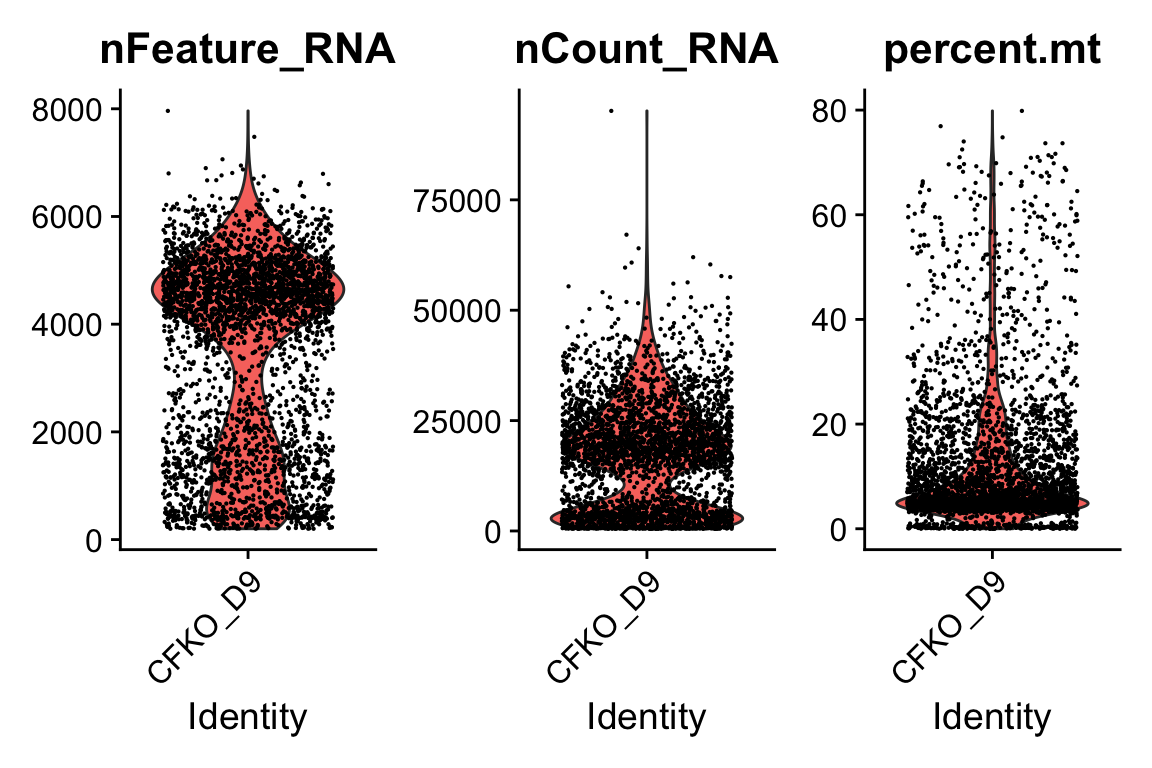 nFeature_RNA
8000
6000
4000
2000
0
CFKO_D9
Identity
nCount_RNA
75000
50000
25000
0
CFKO_D9
Identity
percent.mt
80
60
40
20
0
CFKO_D9
Identity